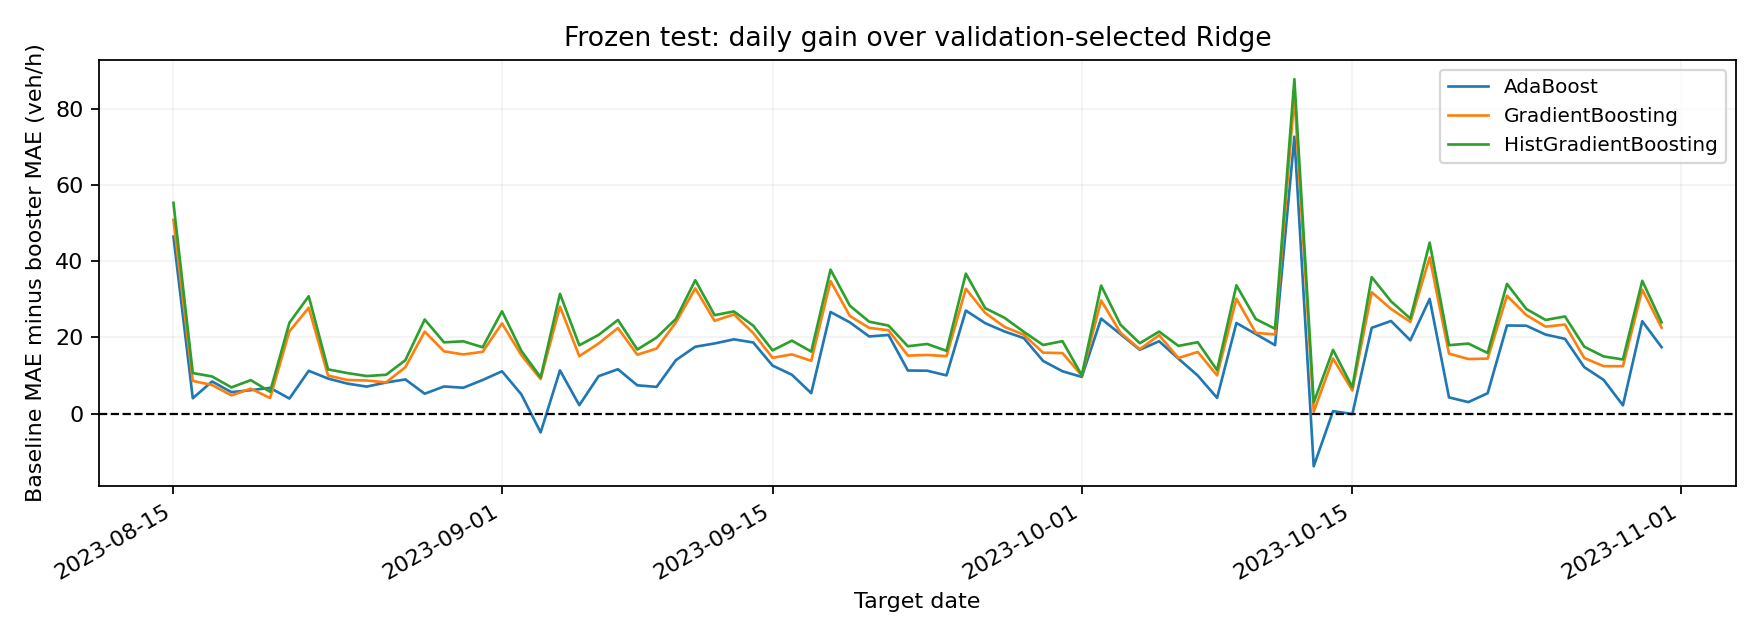 Frozen test: daily gain over validation-selected Ridge
Baseline MAE minus booster MAE (veh/h)
80
60
40
20
0
AdaBoost
GradientBoosting
HistGradientBoosting
2023-08-15
2023-09-01
2023-09-15
2023-10-01
2023-10-15
2023-11-01
Target date